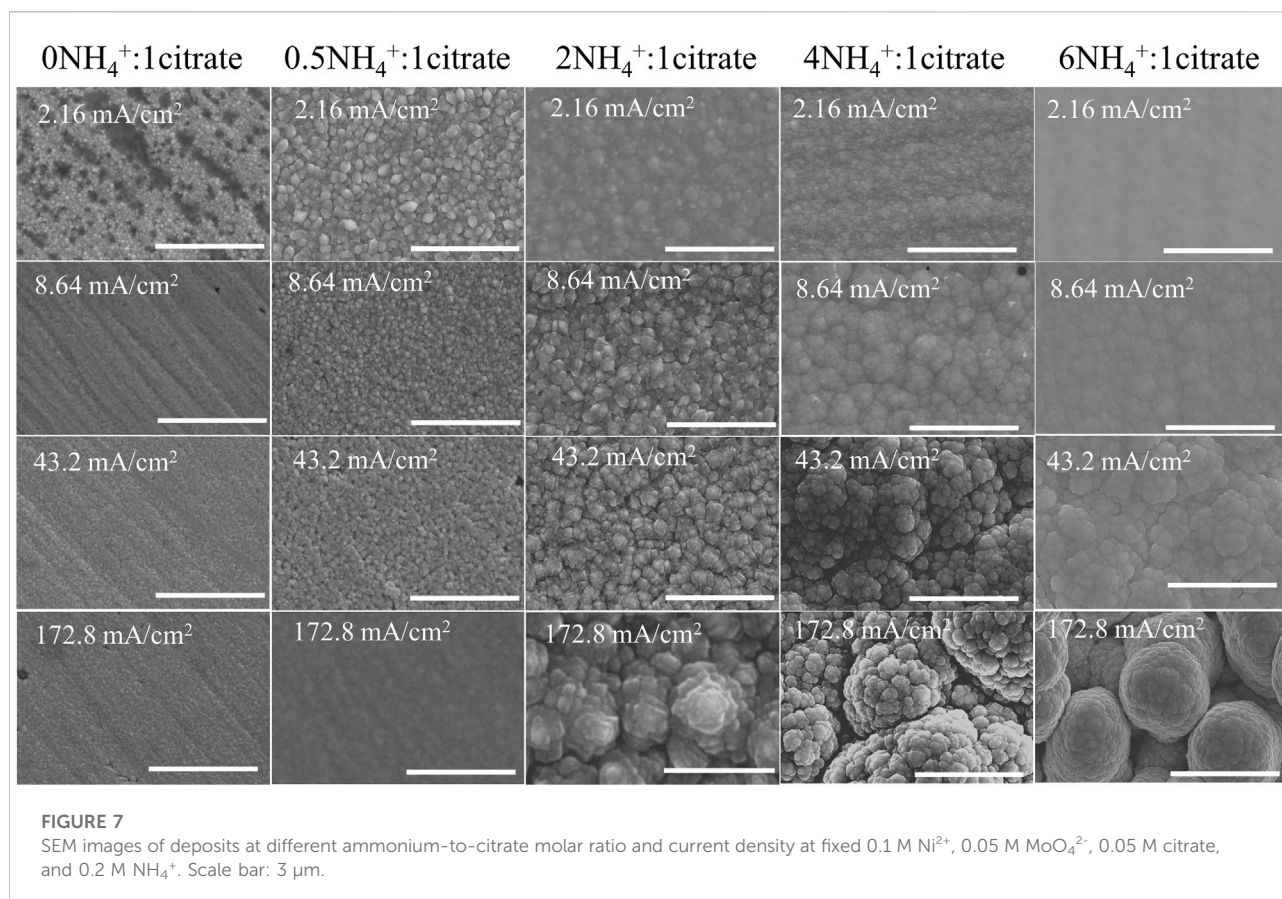 0NH₄⁺:1citrate 0.5NH₄⁺:1citrate 2NH₄⁺:1citrate 4NH₄⁺:1citrate 6NH₄⁺:1citrate
2.16 mA/cm² 2.16 mA/cm² 2.16 mA/cm² 2.16 mA/cm² 2.16 mA/cm²
8.64 mA/cm² 8.64 mA/cm² 8.64 mA/cm² 8.64 mA/cm² 8.64 mA/cm²
43.2 mA/cm² 43.2 mA/cm² 43.2 mA/cm² 43.2 mA/cm² 43.2 mA/cm²
172.8 mA/cm² 172.8 mA/cm² 172.8 mA/cm² 172.8 mA/cm² 172.8 mA/cm²
FIGURE 7
SEM images of deposits at different ammonium-to-citrate molar ratio and current density at fixed 0.1 M Ni²⁺, 0.05 M MoO₄²⁻, 0.05 M citrate,
and 0.2 M NH₄⁺. Scale bar: 3 μm.